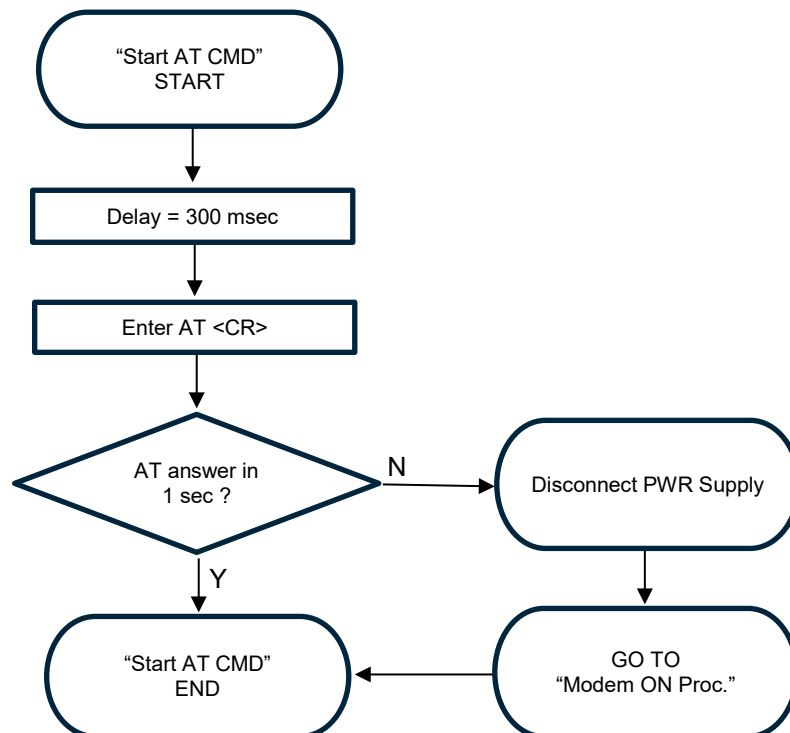 “Start AT CMD”
START
Delay = 300 msec
Enter AT <CR>
AT answer in
1 sec ?
N
Disconnect PWR Supply
Y
“Start AT CMD”
END
GO TO
“Modem ON Proc.”